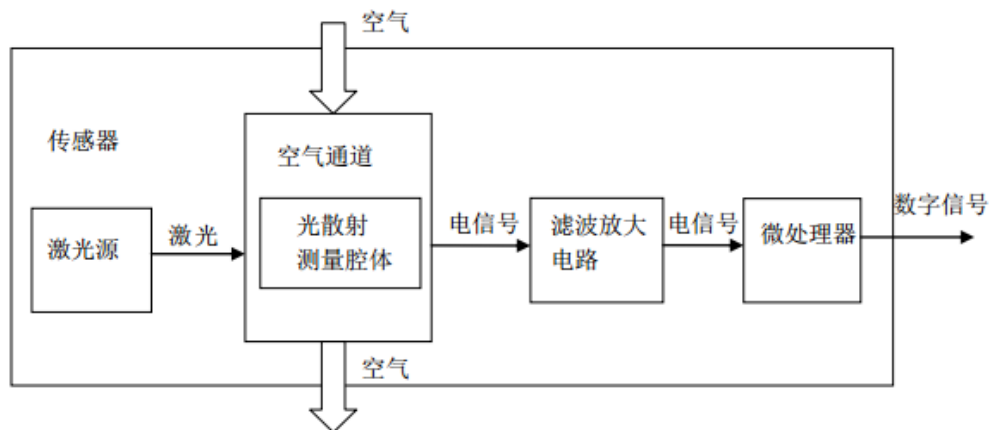 空气
传感器
空气通道
激光源
激光
光散射
测量腔体
电信号
滤波放大
电路
电信号
微处理器
数字信号
空气